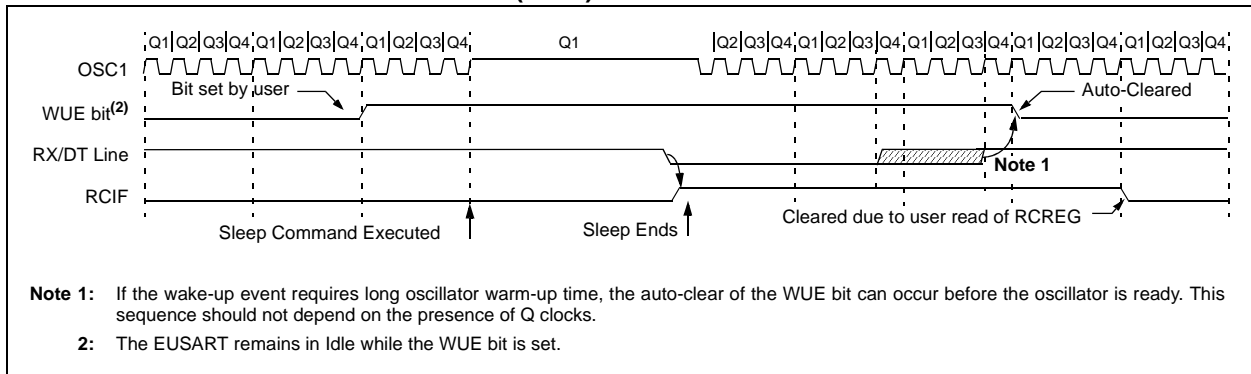 Q1 Q2 Q3 Q4 Q1 Q2 Q3 Q4 Q1 Q2 Q3 Q4 Q1 Q2 Q3 Q4 Q1 Q2 Q3 Q4 Q1 Q2 Q3 Q4 Q1 Q2 Q3 Q4
OSC1
Bit set by user
Auto-Cleared
WUE bit(2)
RX/DT Line
Note 1
RCIF
Cleared due to user read of RCREG
Sleep Command Executed
Sleep Ends
Note 1: If the wake-up event requires long oscillator warm-up time, the auto-clear of the WUE bit can occur before the oscillator is ready. This
sequence should not depend on the presence of Q clocks.
2: The EUSART remains in Idle while the WUE bit is set.